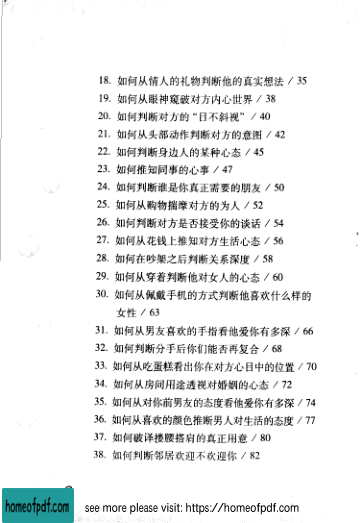 18. 如何从情人的礼物判断他的真实想法 / 35
19. 如何从眼神窥破对方内心世界 / 38
20. 如何判断对方的“目不斜视” / 40
21. 如何从头部动作判断对方的意图 / 42
22. 如何判断身边人的某种心态 / 45
23. 如何推知同事的心事 / 47
24. 如何判断谁是你真正需要的朋友 / 50
25. 如何从购物揣摩对方的为人 / 52
26. 如何判断对方是否接受你的谈话 / 54
27. 如何从花钱上推知对方生活心态 / 56
28. 如何在吵架之后判断关系深度 / 58
29. 如何从穿着判断他对女人的心态 / 60
30. 如何从佩戴手机的方式判断他喜欢什么样的
女性 / 63
31. 如何从男友喜欢的手指看他爱你有多深 / 66
32. 如何判断分手后你们能否再复合 / 68
33. 如何从吃蛋糕看出你在对方心目中的位置 / 70
34. 如何从房间用途透视对婚姻的心态 / 72
35. 如何从对你前男友的态度看他爱你有多深 / 74
36. 如何从喜欢的颜色推断男人对生活的态度 / 77
37. 如何破译搂腰搭肩的真正用意 / 80
38. 如何判断邻居欢迎不欢迎你 / 82
homeofpdf.com
see more please visit: https://homeofpdf.com